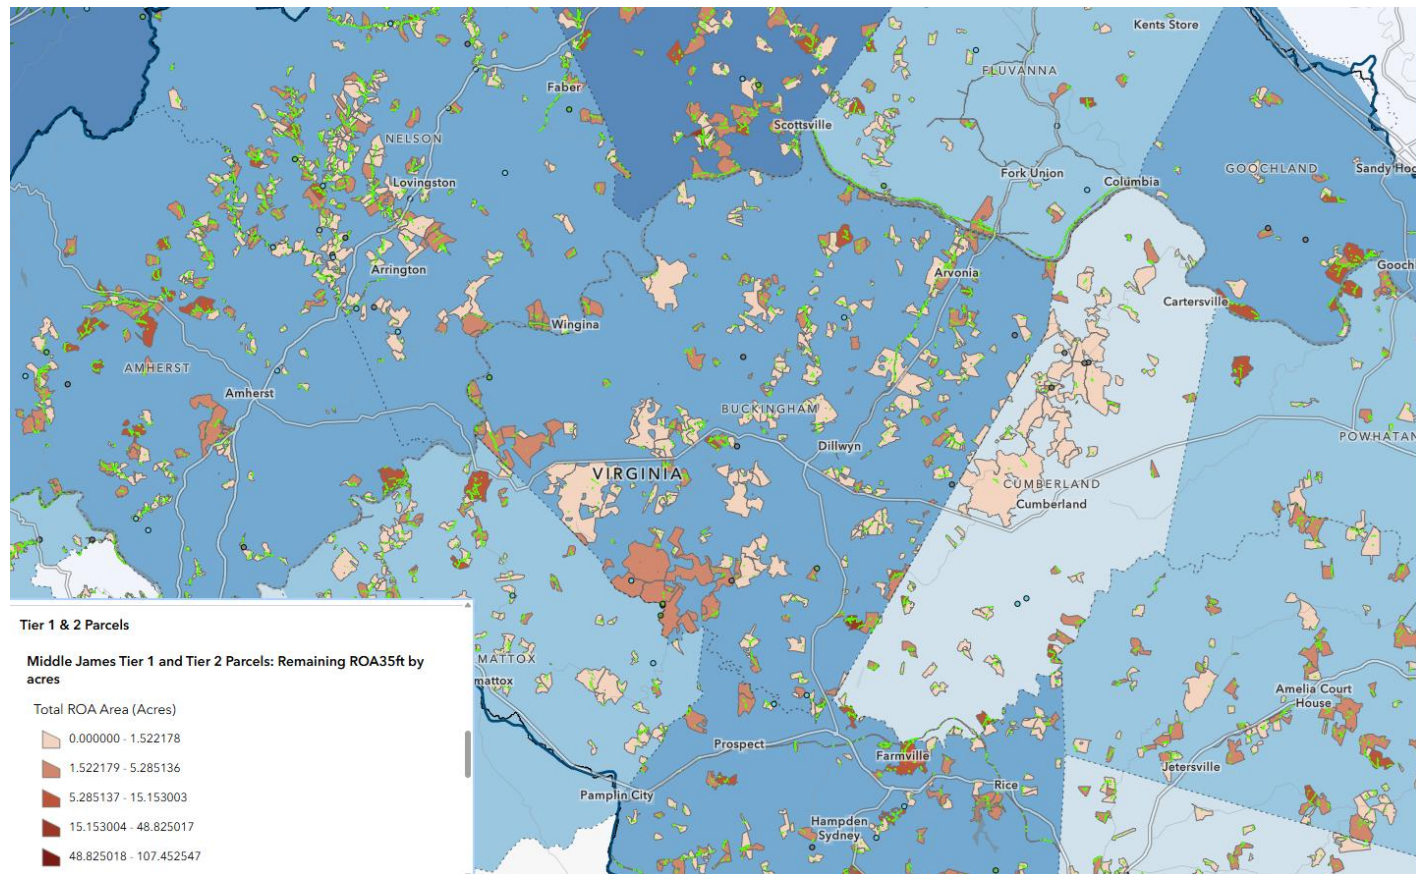 Kents Store
FLUVANNA
Faber
Scottsville
NELSON
Lovingston
Fork Union
Columbia
GOOCHLAND
Sandy Hoo
Arrington
Arvonia
Goochl
Cartersville
Wingina
AMHERST
Amherst
BUCKINGHAM
Dillwyn
POWHATAN
VIRGINIA
CUMBERLAND
Cumberland
MATTOX
mattox
Amelia Court
House
Prospect
Farmville
Jetersville
Pamplin City
Rice
Hampden
Sydney
Tier 1 & 2 Parcels
Middle James Tier 1 and Tier 2 Parcels: Remaining ROA35ft by
acres
Total ROA Area (Acres)
0.000000 - 1.522178
1.522179 - 5.285136
5.285137 - 15.153003
15.153004 - 48.825017
48.825018 - 107.452547